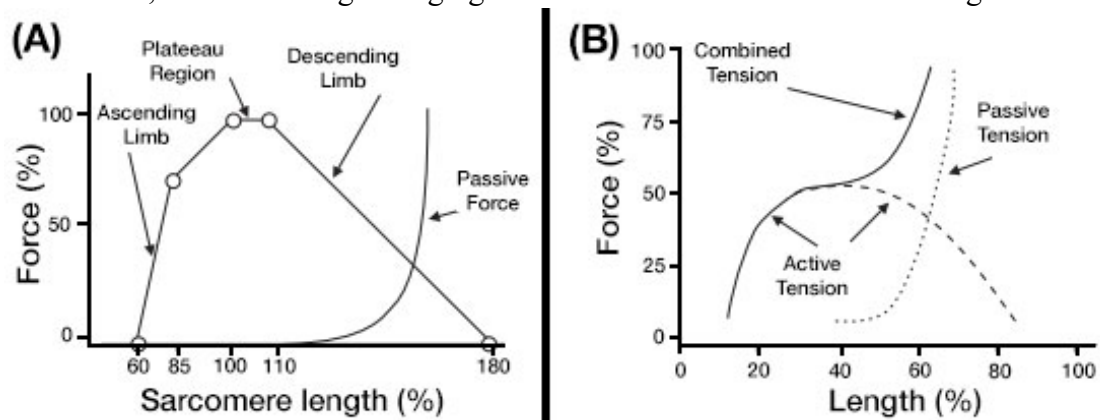 (A)
Plateeau
Region
Descending
Limb
Ascending
Limb
Passive
Force
Force (%)
100
50
0
60 85 100 110 180
Sarcomere length (%)
(B)
Combined
Tension
Passive
Tension
Active
Tension
Force (%)
100
75
50
25
0
0 20 40 60 80 100
Length (%)